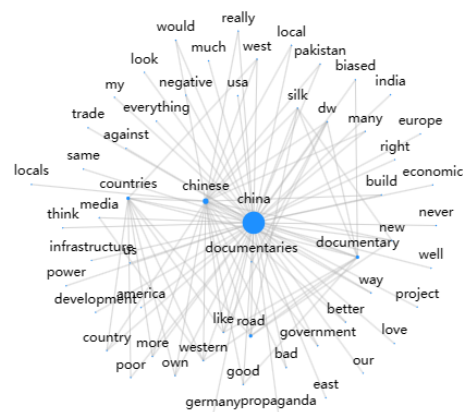 really
would
local
much
west
pakistan
look
biased
negative
usa
india
my
silk
everything
dw
trade
many
europe
against
right
same
locals
countries
chinese
build
economic
china
think
media
new
never
infrastructure
us
documentaries
documentary
well
power
way
development
america
project
like
road
better
country
more
western
government
love
poor
own
good
bad
our
east
germany
propaganda